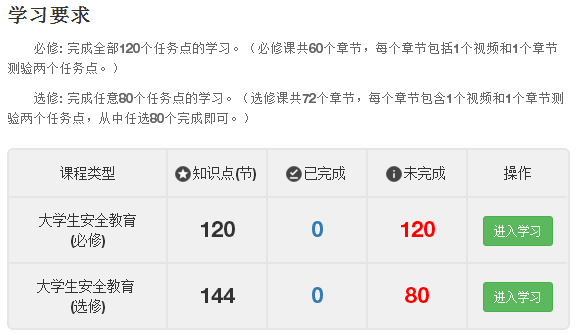 学习要求
必修: 完成全部120个任务点的学习。（必修课共60个章节，每个章节包括1个视频和1个章节
测验两个任务点。）
选修: 完成任意80个任务点的学习。（选修课共72个章节，每个章节包含1个视频和1个章节测
验两个任务点，从中任选80个完成即可。）
课程类型 知识点(节) 已完成 未完成 操作
大学生安全教育
(必修) 120 0 120 进入学习
大学生安全教育
(选修) 144 0 80 进入学习